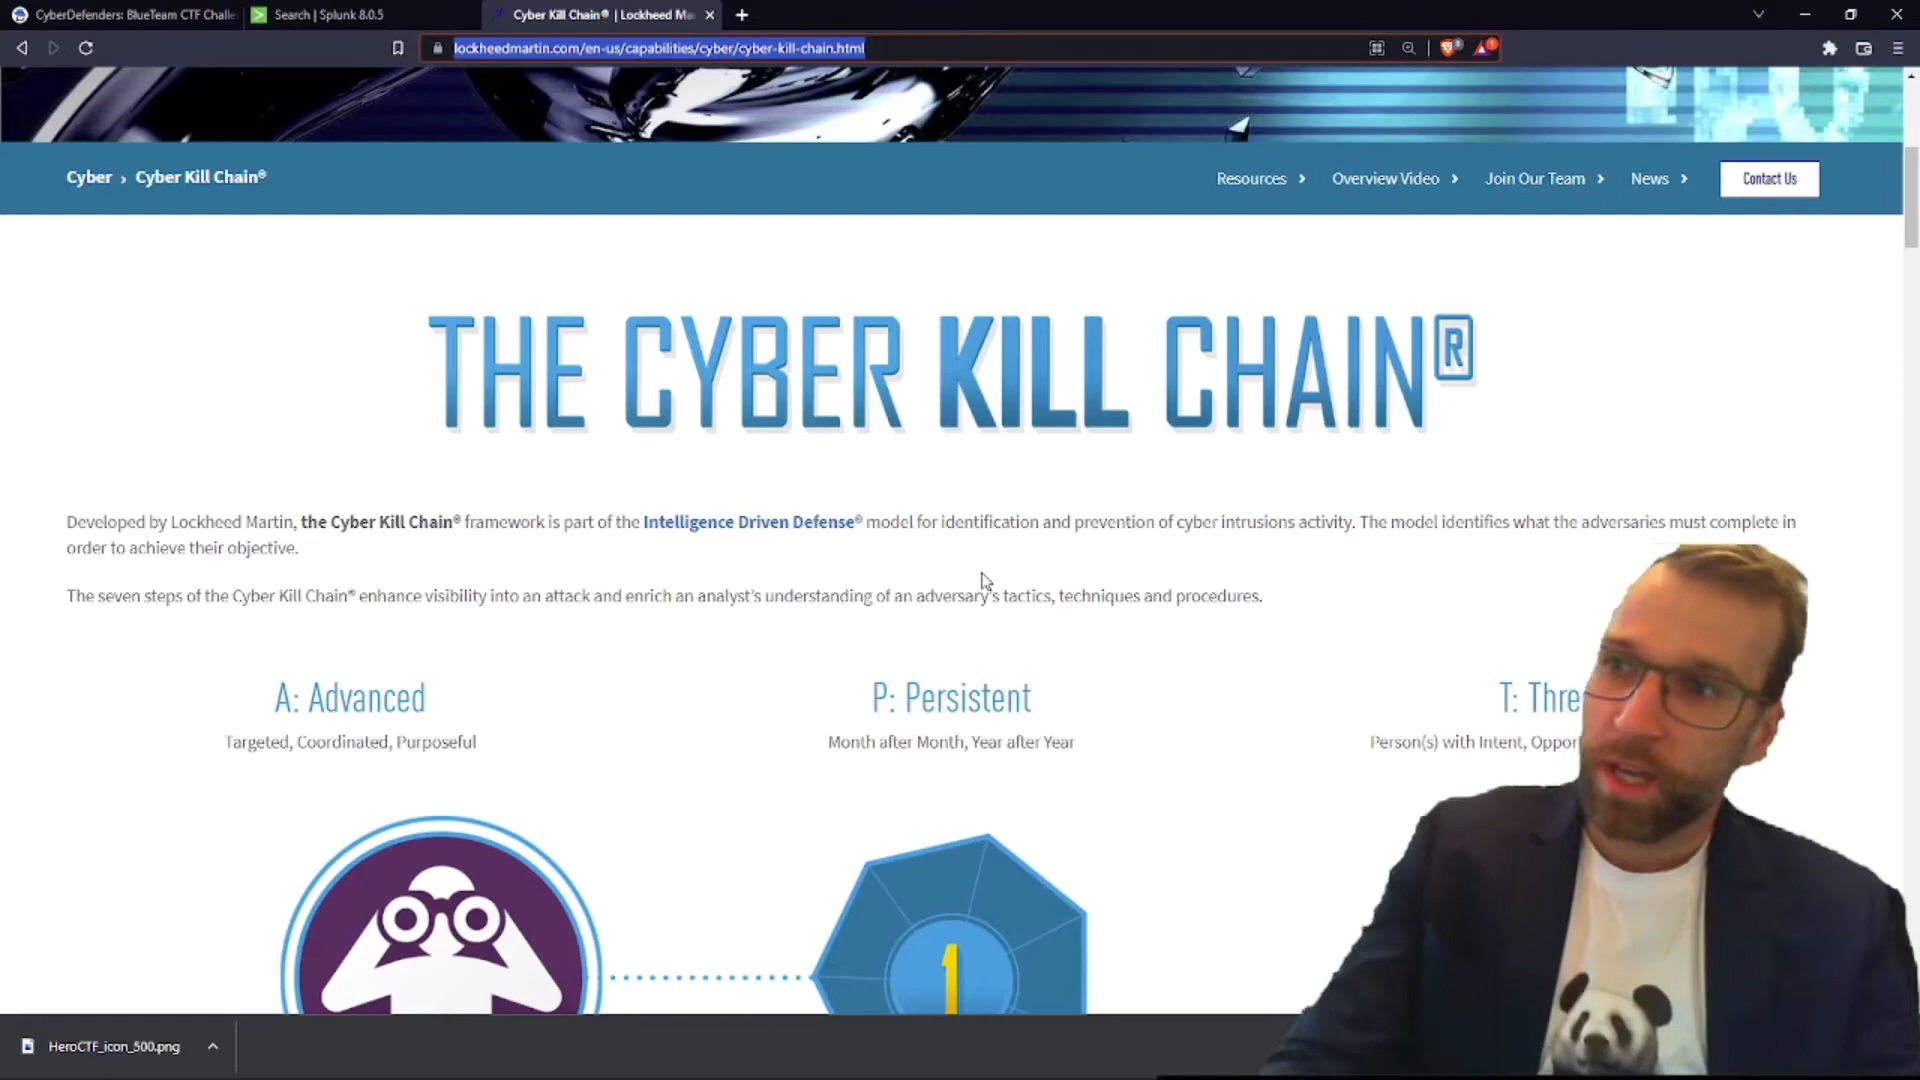 CyberDefenders: BlueTeam CTF Challe
Search | Splunk 8.0.5
Cyber Kill Chain® | Lockheed Ma
lockheedmartin.com/en-us/capabilities/cyber/cyber-kill-chain.html
Cyber › Cyber Kill Chain®
Resources
Overview Video
Join Our Team
News
Contact Us
THE CYBER KILL CHAIN®
Developed by Lockheed Martin, the Cyber Kill Chain® framework is part of the Intelligence Driven Defense® model for identification and prevention of cyber intrusions activity. The model identifies what the adversaries must complete in
order to achieve their objective.
The seven steps of the Cyber Kill Chain® enhance visibility into an attack and enrich an analyst's understanding of an adversary's tactics, techniques and procedures.
A: Advanced
P: Persistent
T: Thre
Targeted, Coordinated, Purposeful
Month after Month, Year after Year
Person(s) with Intent, Oppor
1
HeroCTF_icon_500.png